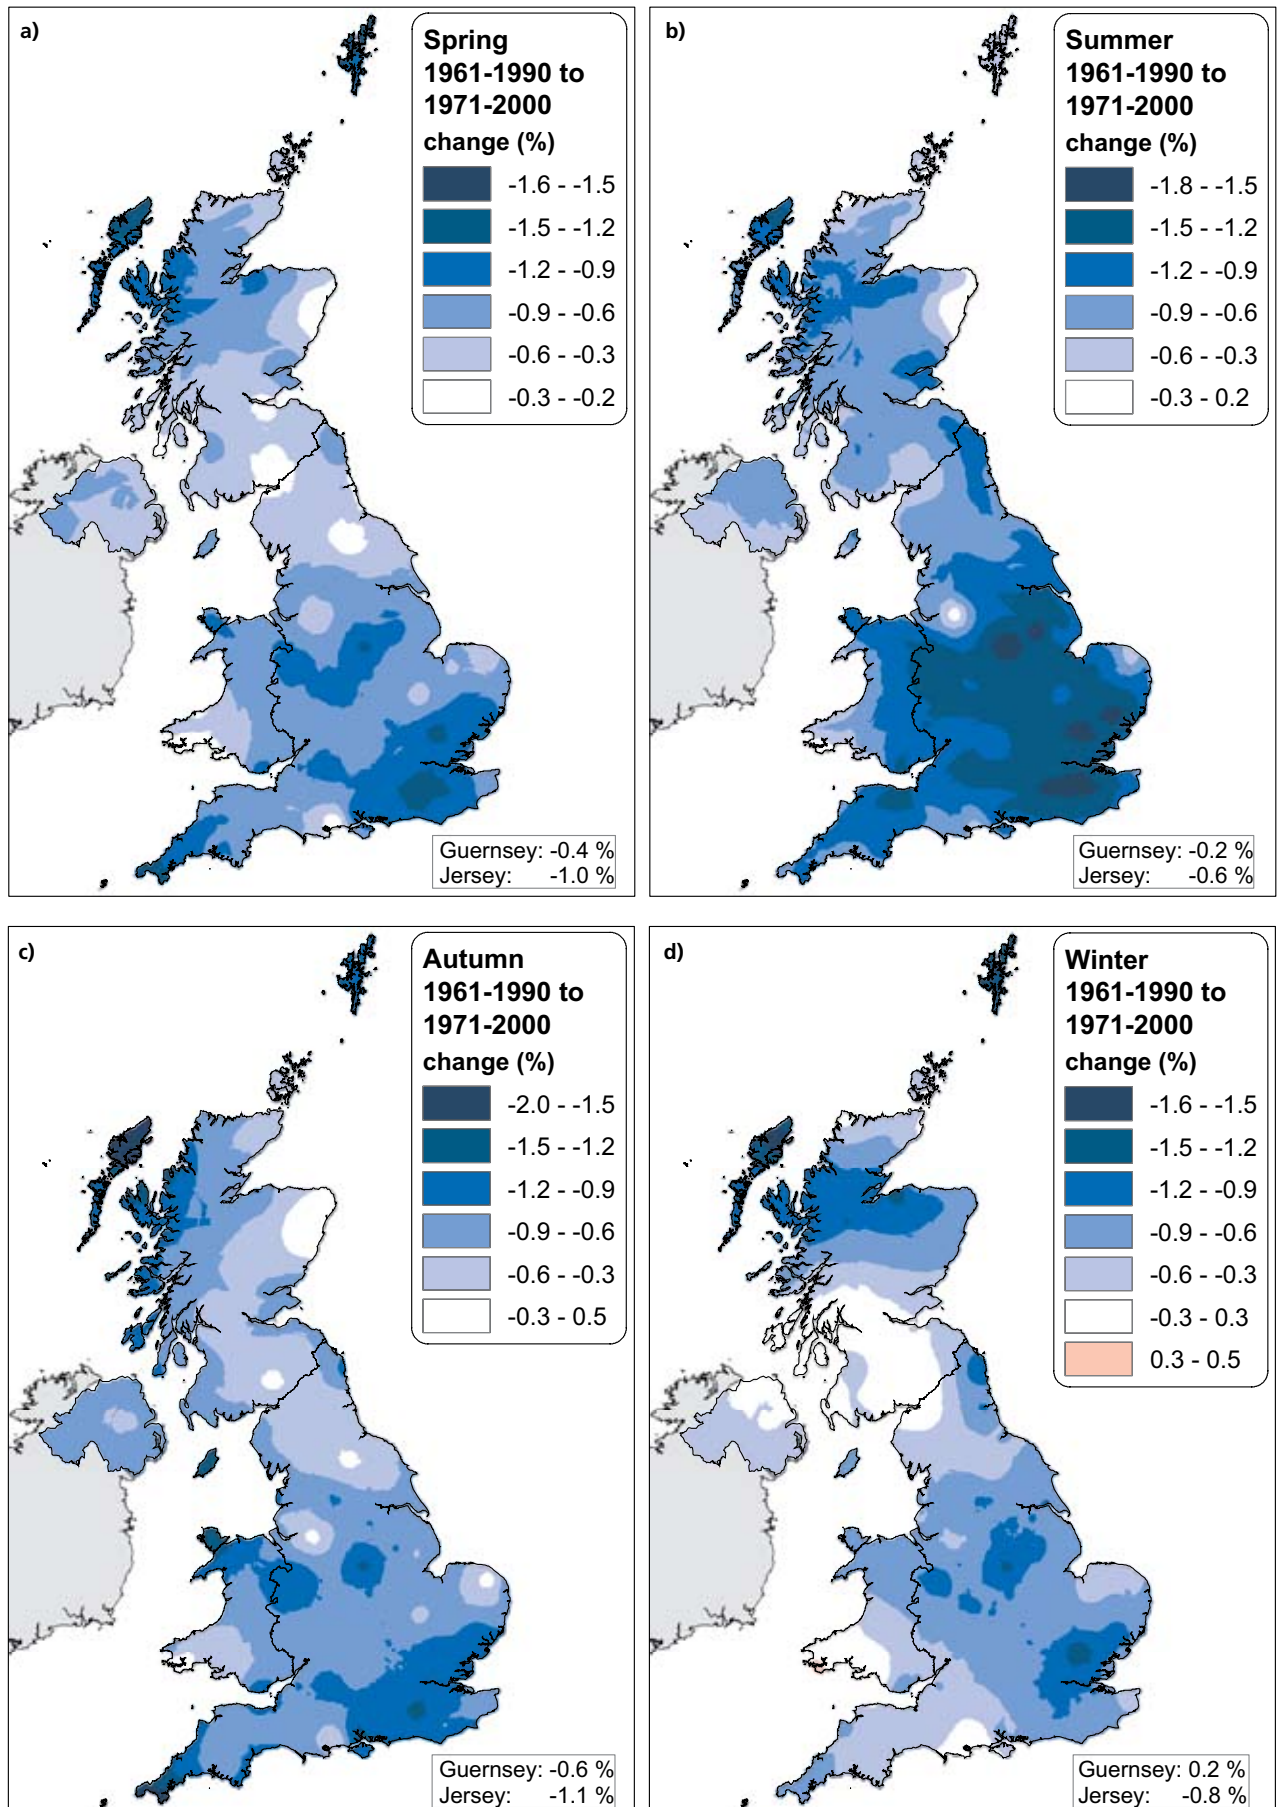 a)
Spring
1961-1990 to
1971-2000
change (%)
-1.6 - -1.5
-1.5 - -1.2
-1.2 - -0.9
-0.9 - -0.6
-0.6 - -0.3
-0.3 - -0.2
Guernsey: -0.4 %
Jersey: -1.0 %
b)
Summer
1961-1990 to
1971-2000
change (%)
-1.8 - -1.5
-1.5 - -1.2
-1.2 - -0.9
-0.9 - -0.6
-0.6 - -0.3
-0.3 - 0.2
Guernsey: -0.2 %
Jersey: -0.6 %
c)
Autumn
1961-1990 to
1971-2000
change (%)
-2.0 - -1.5
-1.5 - -1.2
-1.2 - -0.9
-0.9 - -0.6
-0.6 - -0.3
-0.3 - 0.5
Guernsey: -0.6 %
Jersey: -1.1 %
d)
Winter
1961-1990 to
1971-2000
change (%)
-1.6 - -1.5
-1.5 - -1.2
-1.2 - -0.9
-0.9 - -0.6
-0.6 - -0.3
-0.3 - 0.3
0.3 - 0.5
Guernsey: 0.2 %
Jersey: -0.8 %